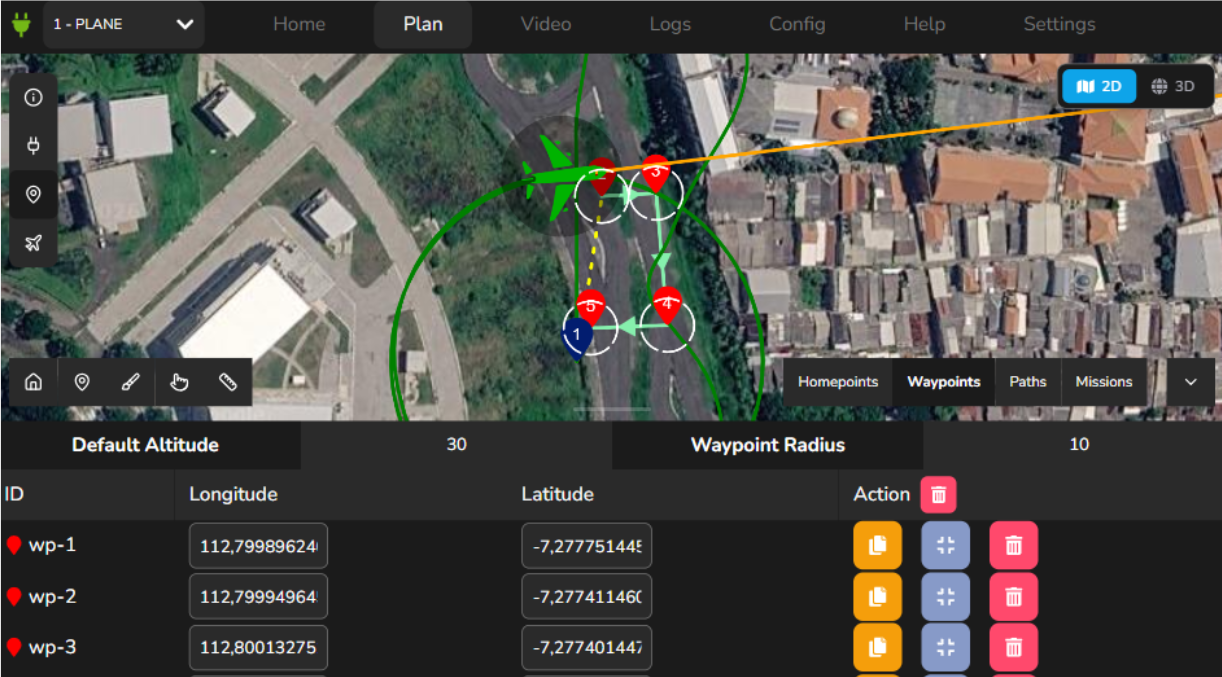 1 - PLANE
Home
Plan
Video
Logs
Config
Help
Settings
2D
3D
2
3
5
4
1
Homepoints
Waypoints
Paths
Missions
Default Altitude
30
Waypoint Radius
10
ID
Longitude
Latitude
Action
wp-1
112,79989624
-7,27775144
wp-2
112,79994964
-7,27741146
wp-3
112,80013275
-7,27740144